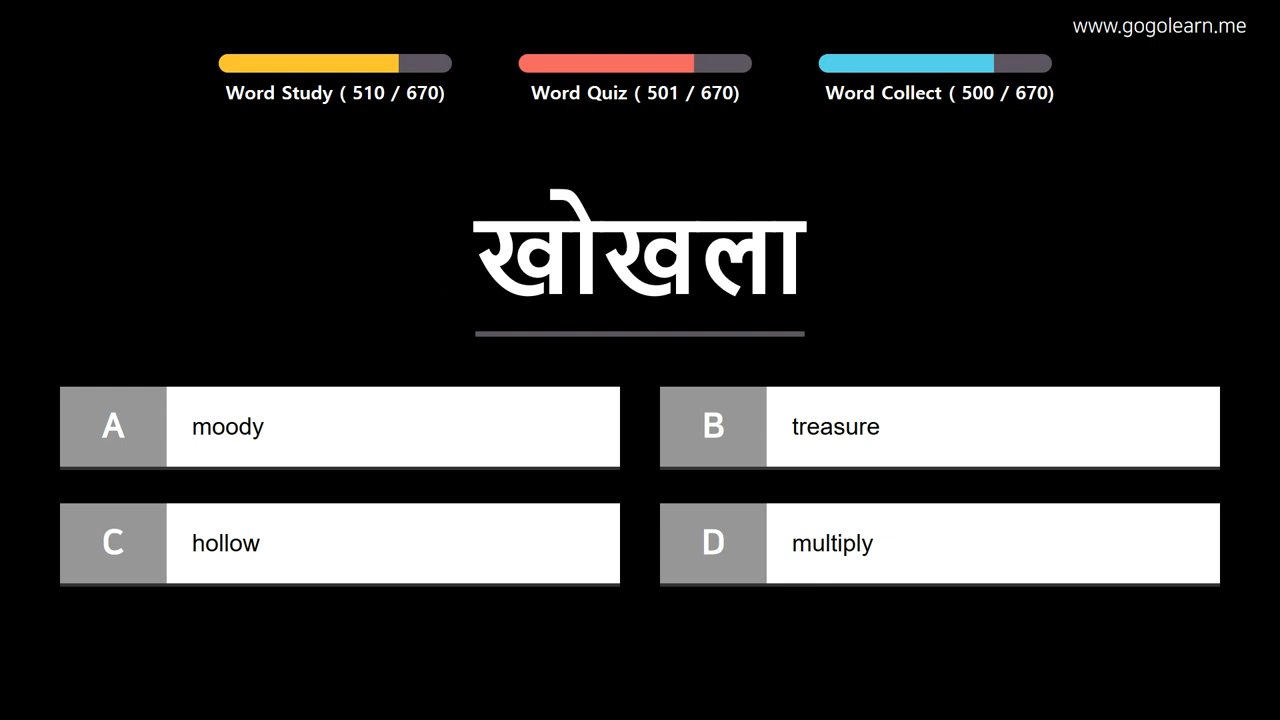 www.gogolearn.me
Word Study ( 510 / 670)
Word Quiz ( 501 / 670)
Word Collect ( 500 / 670)
खोखला
A moody
B treasure
C hollow
D multiply